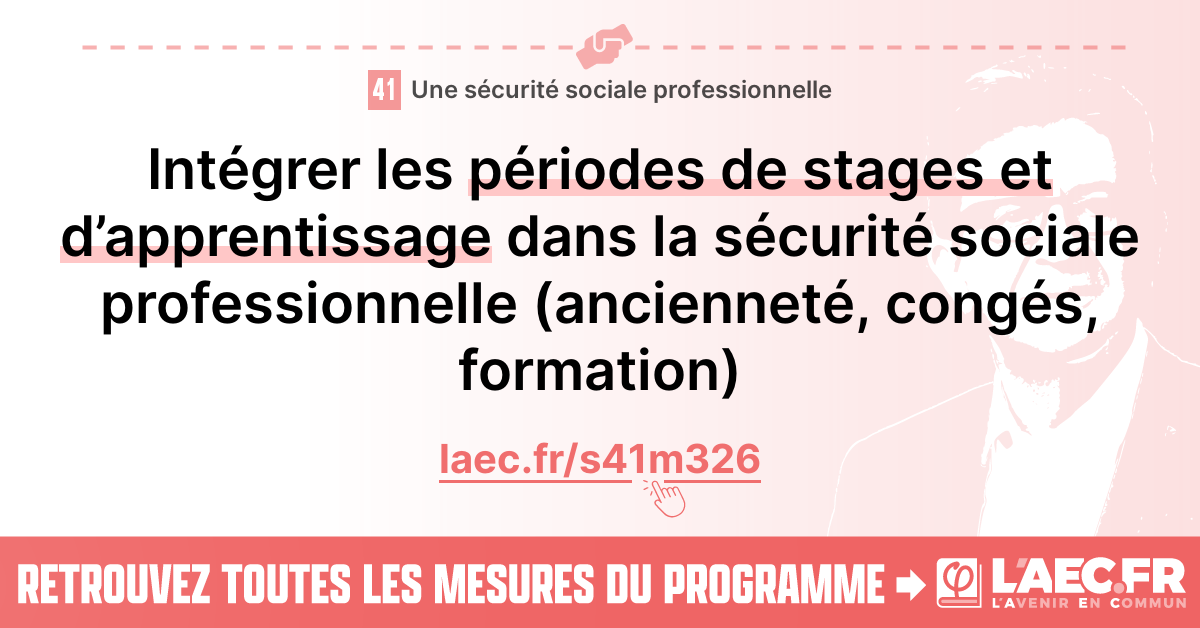 41 Une sécurité sociale professionnelle
Intégrer les périodes de stages et
d’apprentissage dans la sécurité sociale
professionnelle (ancienneté, congés,
formation)
laec.fr/s41m326
RETROUVEZ TOUTES LES MESURES DU PROGRAMME
φ L'AEC.FR
L'AVENIR EN COMMUN